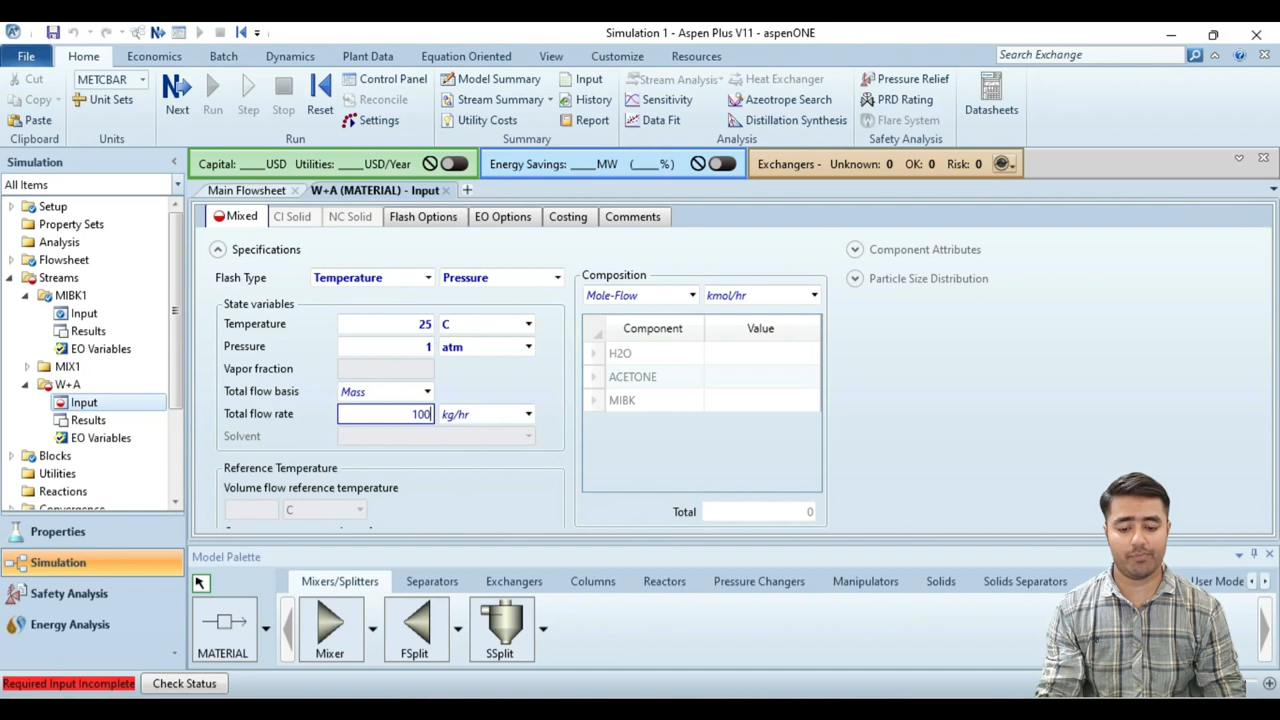 Simulation 1 - Aspen Plus V11 - aspenONE
File Home Economics Batch Dynamics Plant Data Equation Oriented View Customize Resources Search Exchange
Cut METCBAR Control Panel Model Summary Input Stream Analysis Heat Exchanger Pressure Relief
Copy Unit Sets Next Run Step Stop Reset Reconcile Stream Summary History Sensitivity Azeotrope Search PRD Rating Datasheets
Paste Settings Utility Costs Report Data Fit Distillation Synthesis Flare System
Clipboard Units Run Summary Analysis Safety Analysis
Simulation
Capital: ____ USD Utilities: ____ USD/Year Energy Savings: ____ MW (____%) Exchangers - Unknown: 0 OK: 0 Risk: 0
All Items
Main Flowsheet W+A (MATERIAL) - Input
Setup
Property Sets
Analysis
Flowsheet
Streams
MIBK1
Input
Results
EO Variables
MIX1
W+A
Input
Results
EO Variables
Blocks
Utilities
Reactions
Convergence
Mixed CI Solid NC Solid Flash Options EO Options Costing Comments
Specifications
Flash Type Temperature Pressure
State variables
Temperature 25 C
Pressure 1 atm
Vapor fraction
Total flow basis Mass
Total flow rate 100 kg/hr
Solvent
Reference Temperature
Volume flow reference temperature
C
Composition
Mole-Flow kmol/hr
Component Value
H2O
ACETONE
MIBK
Total 0
Component Attributes
Particle Size Distribution
Properties
Simulation
Safety Analysis
Energy Analysis
Model Palette
Mixers/Splitters Separators Exchangers Columns Reactors Pressure Changers Manipulators Solids Solids Separators User Mode
MATERIAL Mixer FSplit SSplit
Required Input Incomplete Check Status